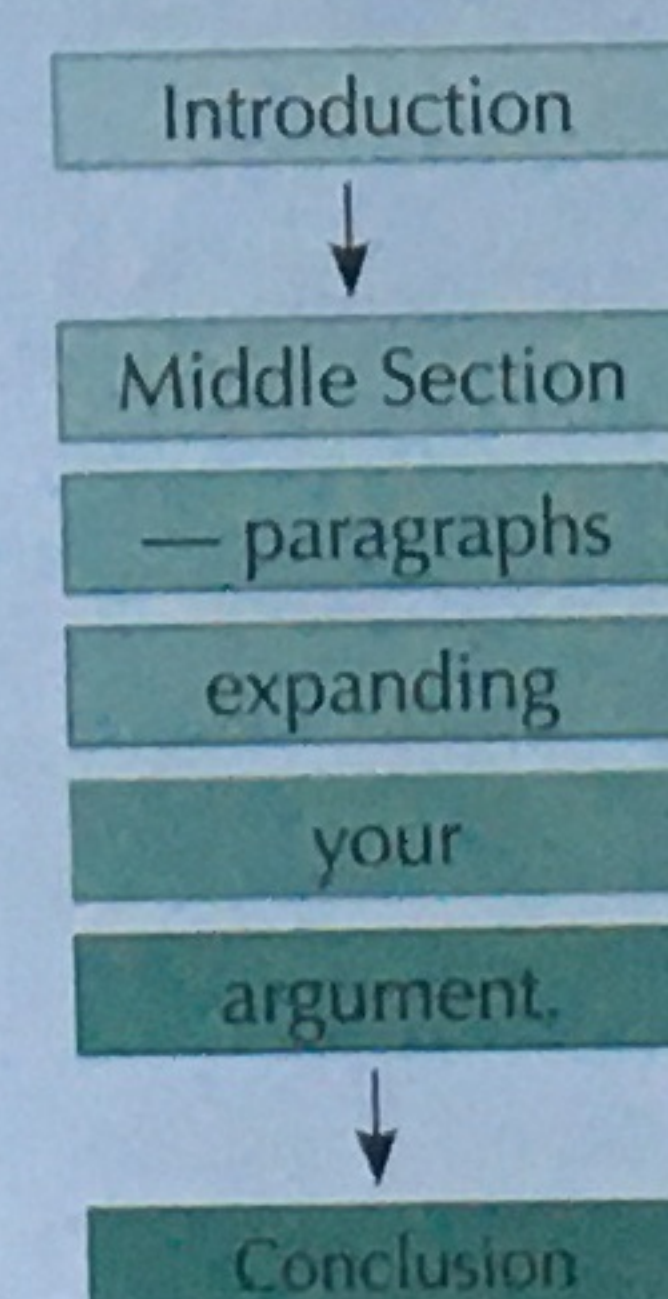 Introduction
Middle Section
— paragraphs
expanding
your
argument.
Conclusion